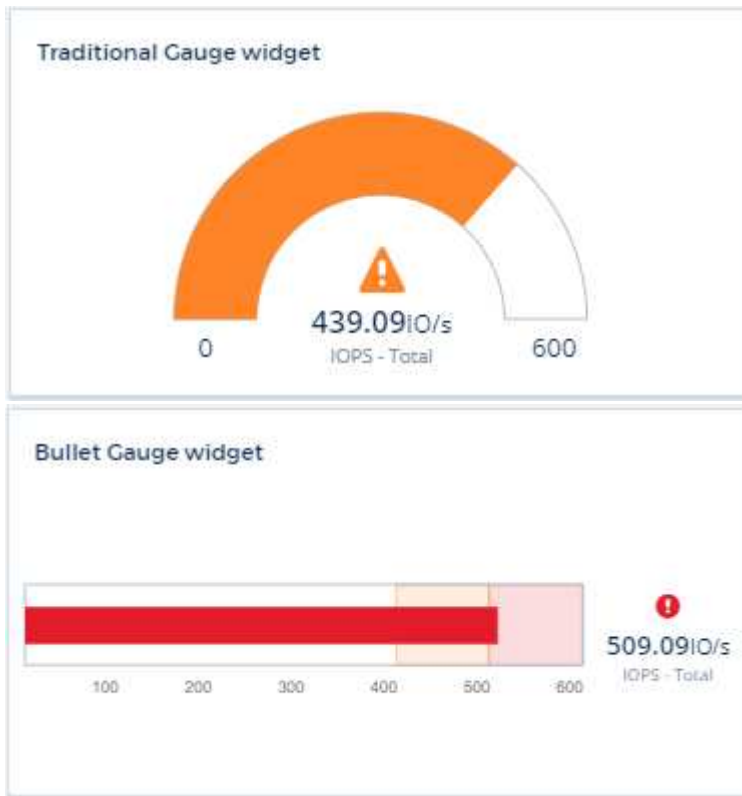 Traditional Gauge widget
439.09IO/s
0
IOPS - Total
600
Bullet Gauge widget
509.09IO/s
IOPS - Total
100 200 300 400 500 600